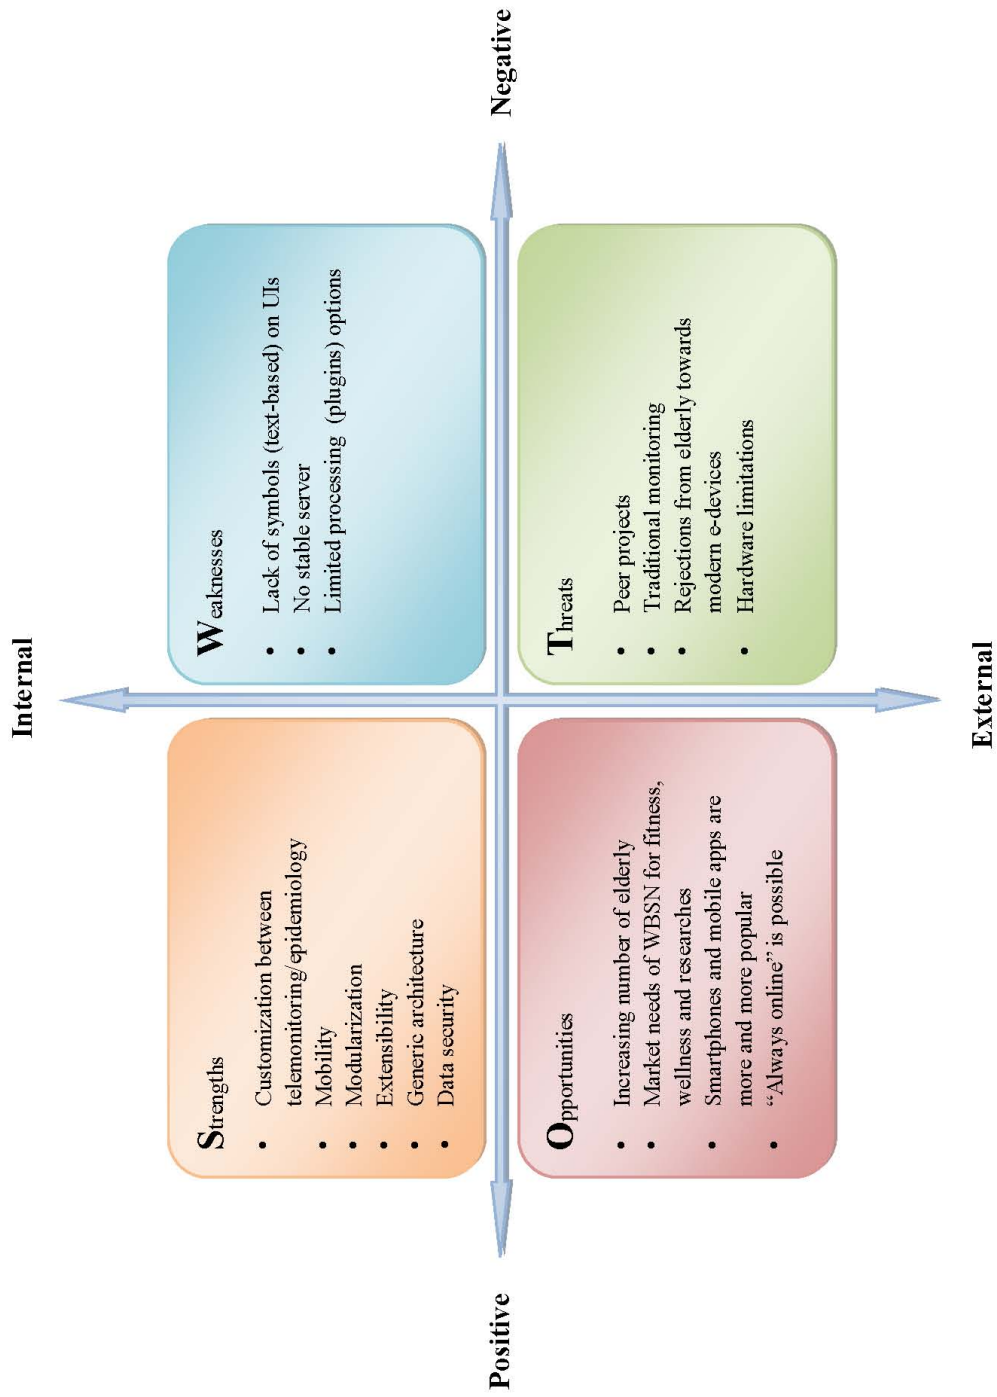 Internal
Strengths
• Customization between
telemonitoring/epidemiology
• Mobility
• Modularization
• Extensibility
• Generic architecture
• Data security
Weaknesses
• Lack of symbols (text-based) on UIs
• No stable server
• Limited processing (plugins) options
Positive
Negative
Opportunities
• Increasing number of elderly
• Market needs of WBSN for fitness,
wellness and researches
• Smartphones and mobile apps are
more and more popular
• “Always online” is possible
Threats
• Peer projects
• Traditional monitoring
• Rejections from elderly towards
modern e-devices
• Hardware limitations
External